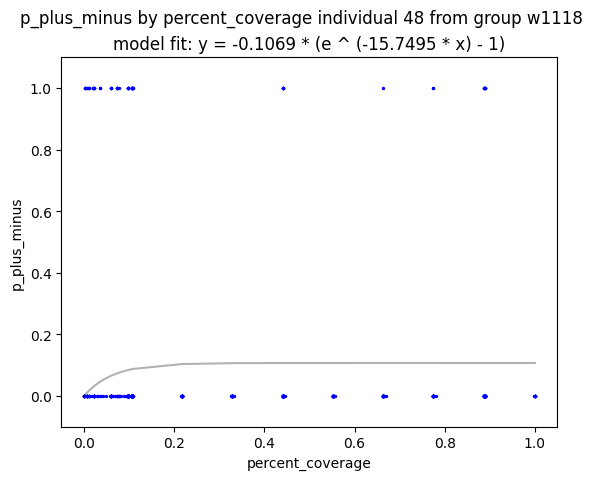 p_plus_minus by percent_coverage individual 48 from group w1118
model fit: y = -0.1069 * (e ^ (-15.7495 * x) - 1)
1.0
0.8
0.6
0.4
0.2
0.0
p_plus_minus
0.0 0.2 0.4 0.6 0.8 1.0
percent_coverage